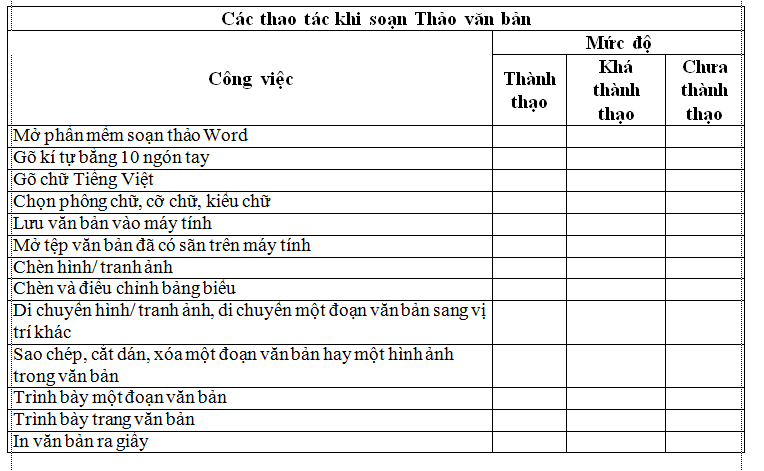 Các thao tác khi soạn Thảo văn bản
Công việc
Mức độ
Thành
thạo
Khá
thành
thạo
Chưa
thành
thạo
Mở phần mềm soạn thảo Word
Gõ kí tự bằng 10 ngón tay
Gõ chữ Tiếng Việt
Chọn phông chữ, cỡ chữ, kiểu chữ
Lưu văn bản vào máy tính
Mở tệp văn bản đã có sẵn trên máy tính
Chèn hình/ tranh ảnh
Chèn và điều chỉnh bảng biểu
Di chuyển hình/ tranh ảnh, di chuyển một đoạn văn bản sang vị
trí khác
Sao chép, cắt dán, xóa một đoạn văn bản hay một hình ảnh
trong văn bản
Trình bày một đoạn văn bản
Trình bày trang văn bản
In văn bản ra giấy